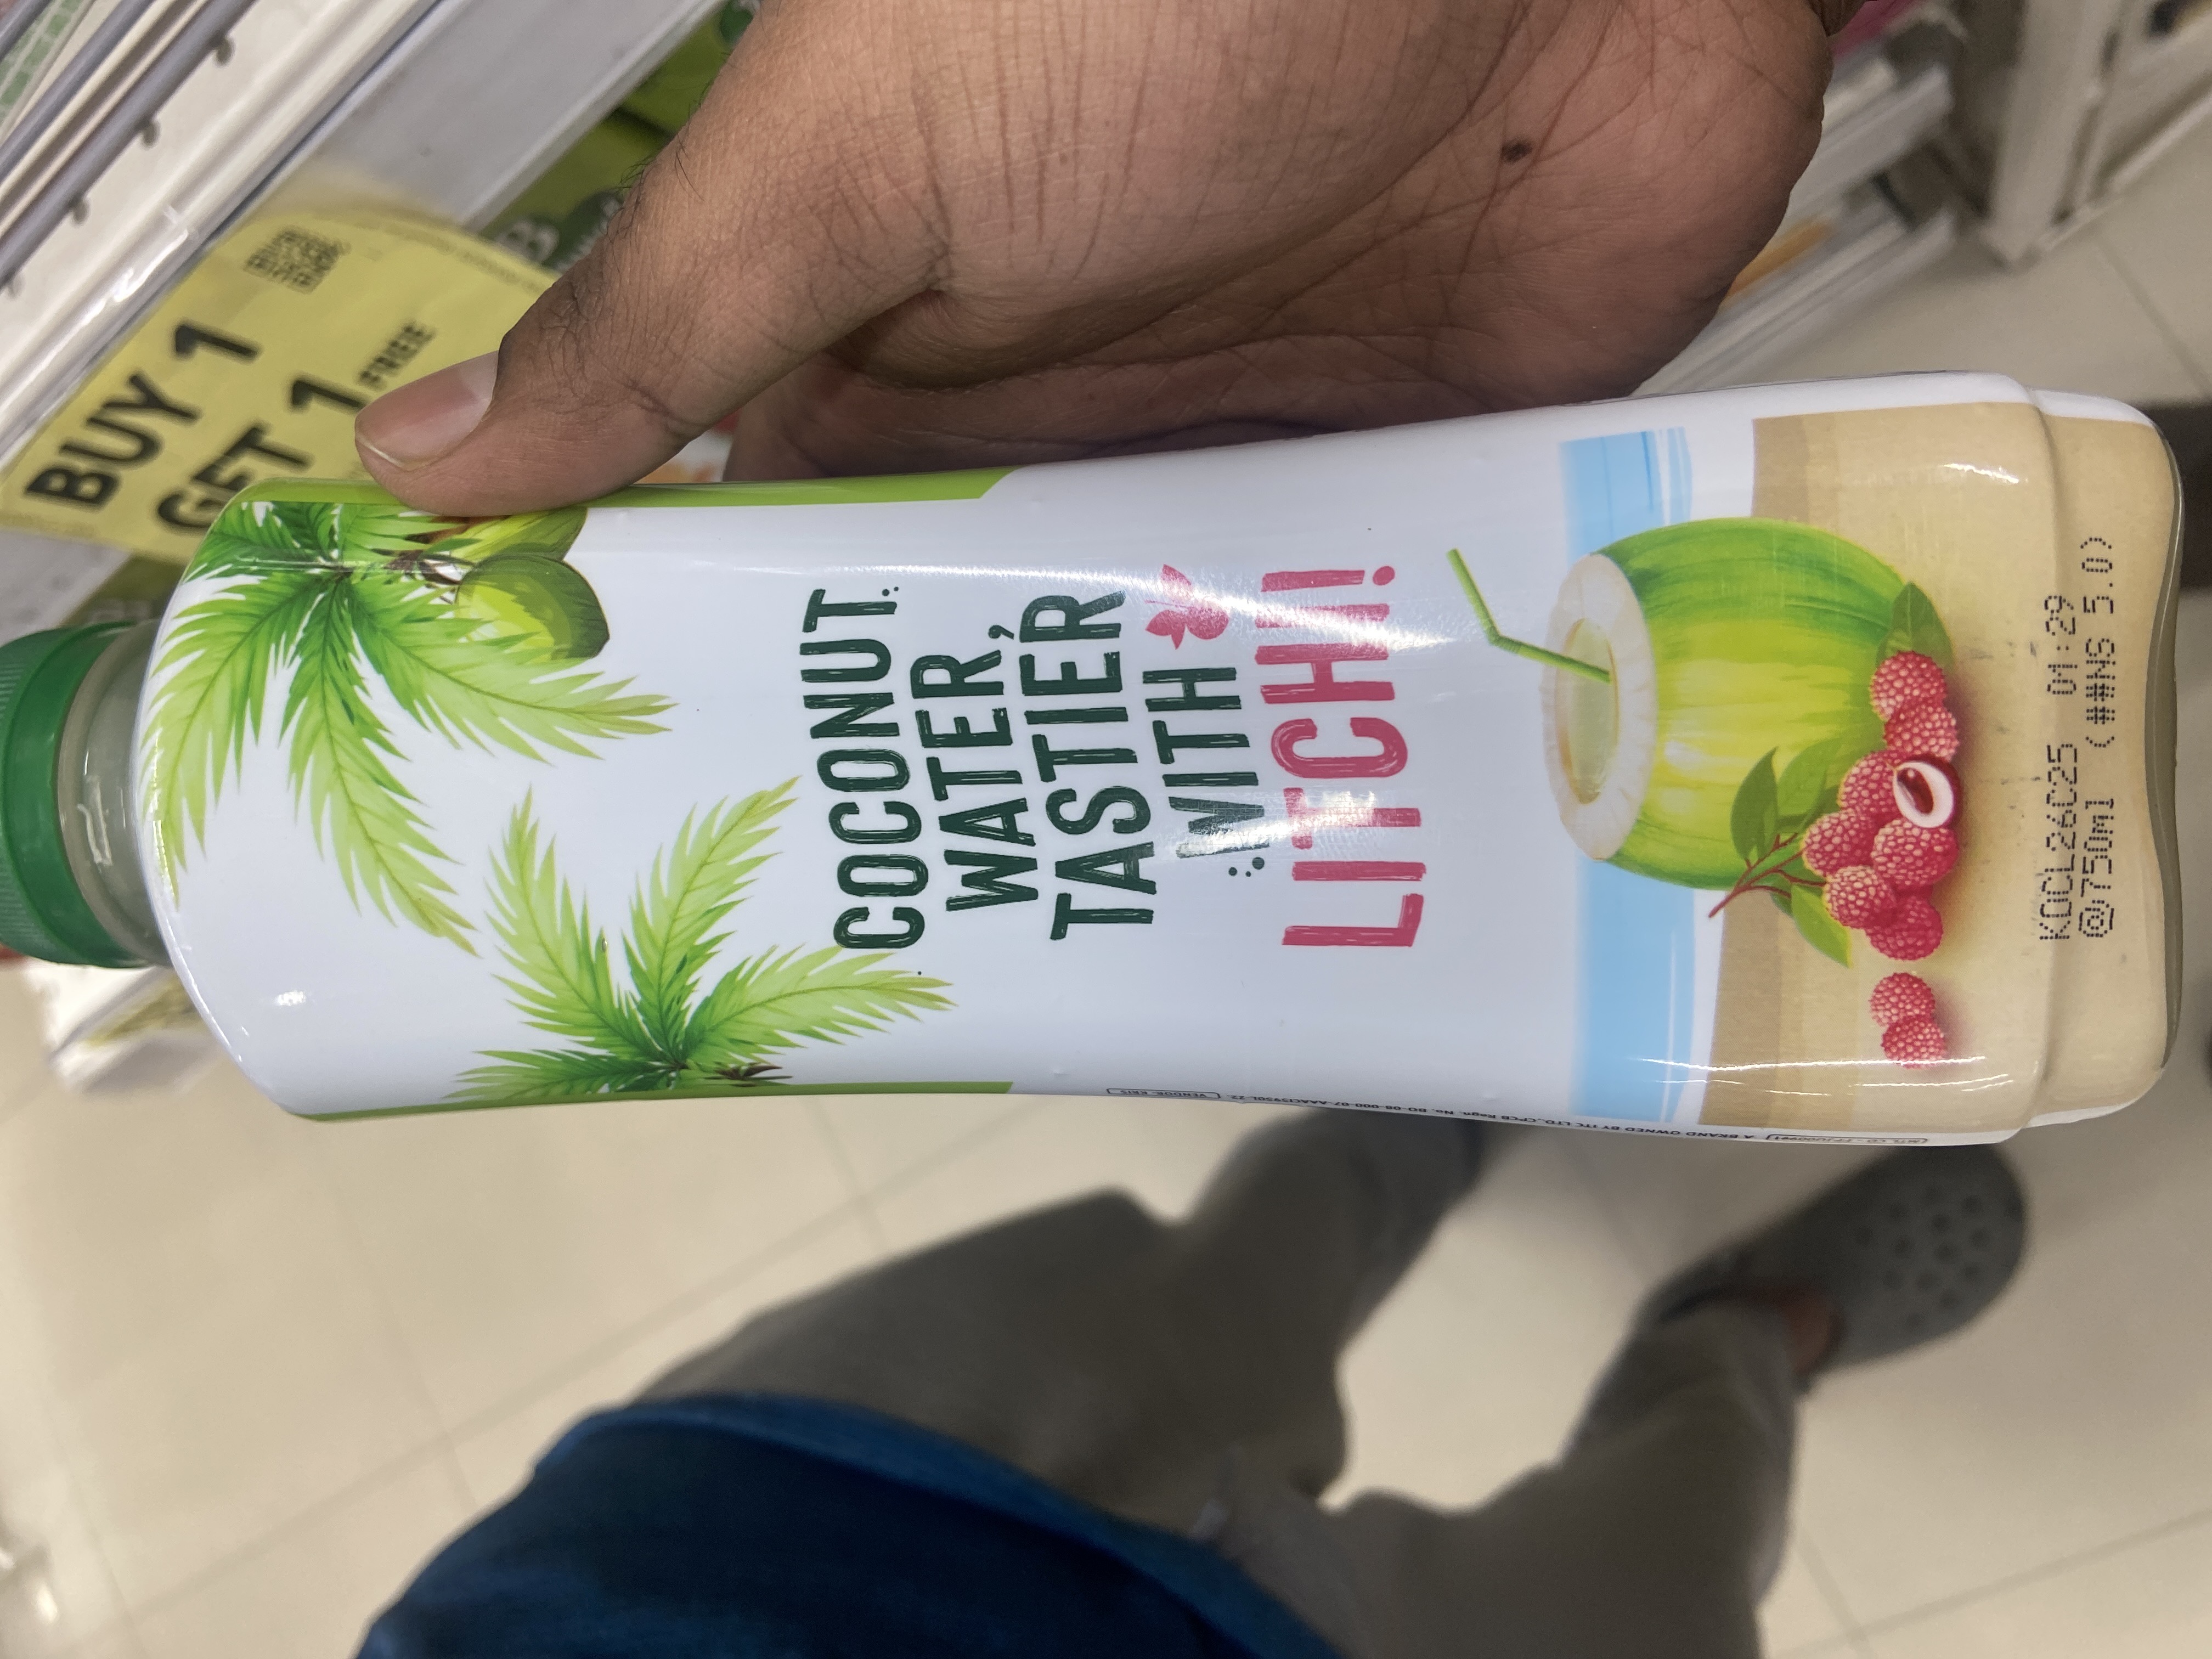 COCONUT
WATER,
TASTIER
WITH
LITCHI!
KOCL26C25 01:29
@750Ml (##NS 5.0)
BUY 1
GET 1
FREE
A BRAND OWNED BY ITC LTD.